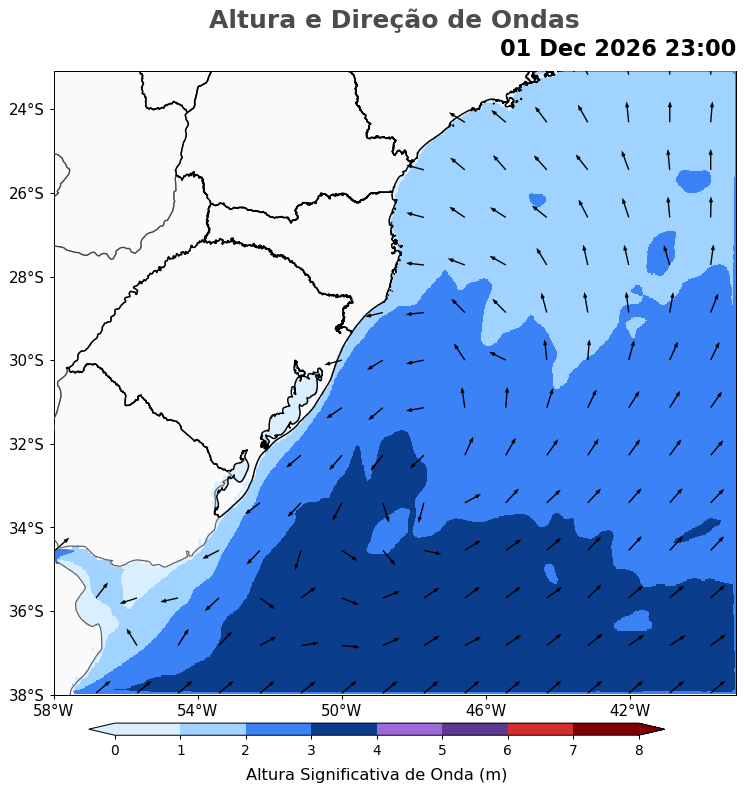 Altura e Direção de Ondas
01 Dec 2026 23:00
24°S
26°S
28°S
30°S
32°S
34°S
36°S
38°S
58°W 54°W 50°W 46°W 42°W
0 1 2 3 4 5 6 7 8
Altura Significativa de Onda (m)